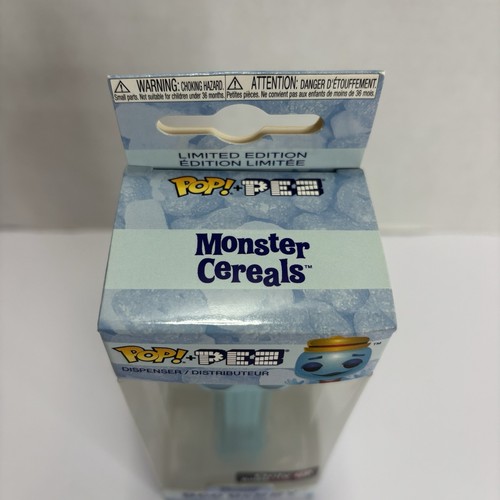 WARNING: CHOKING HAZARD.
Small parts. Not suitable for children under 36 months.
ATTENTION: DANGER D'ÉTOUFFEMENT.
Petites pièces. Ne convient pas aux enfants de moins de 36 mois.
LIMITED EDITION
ÉDITION LIMITÉE
POP! + PEZ
Monster
Cereals™
POP! + PEZ
DISPENSER / DISTRIBUTEUR